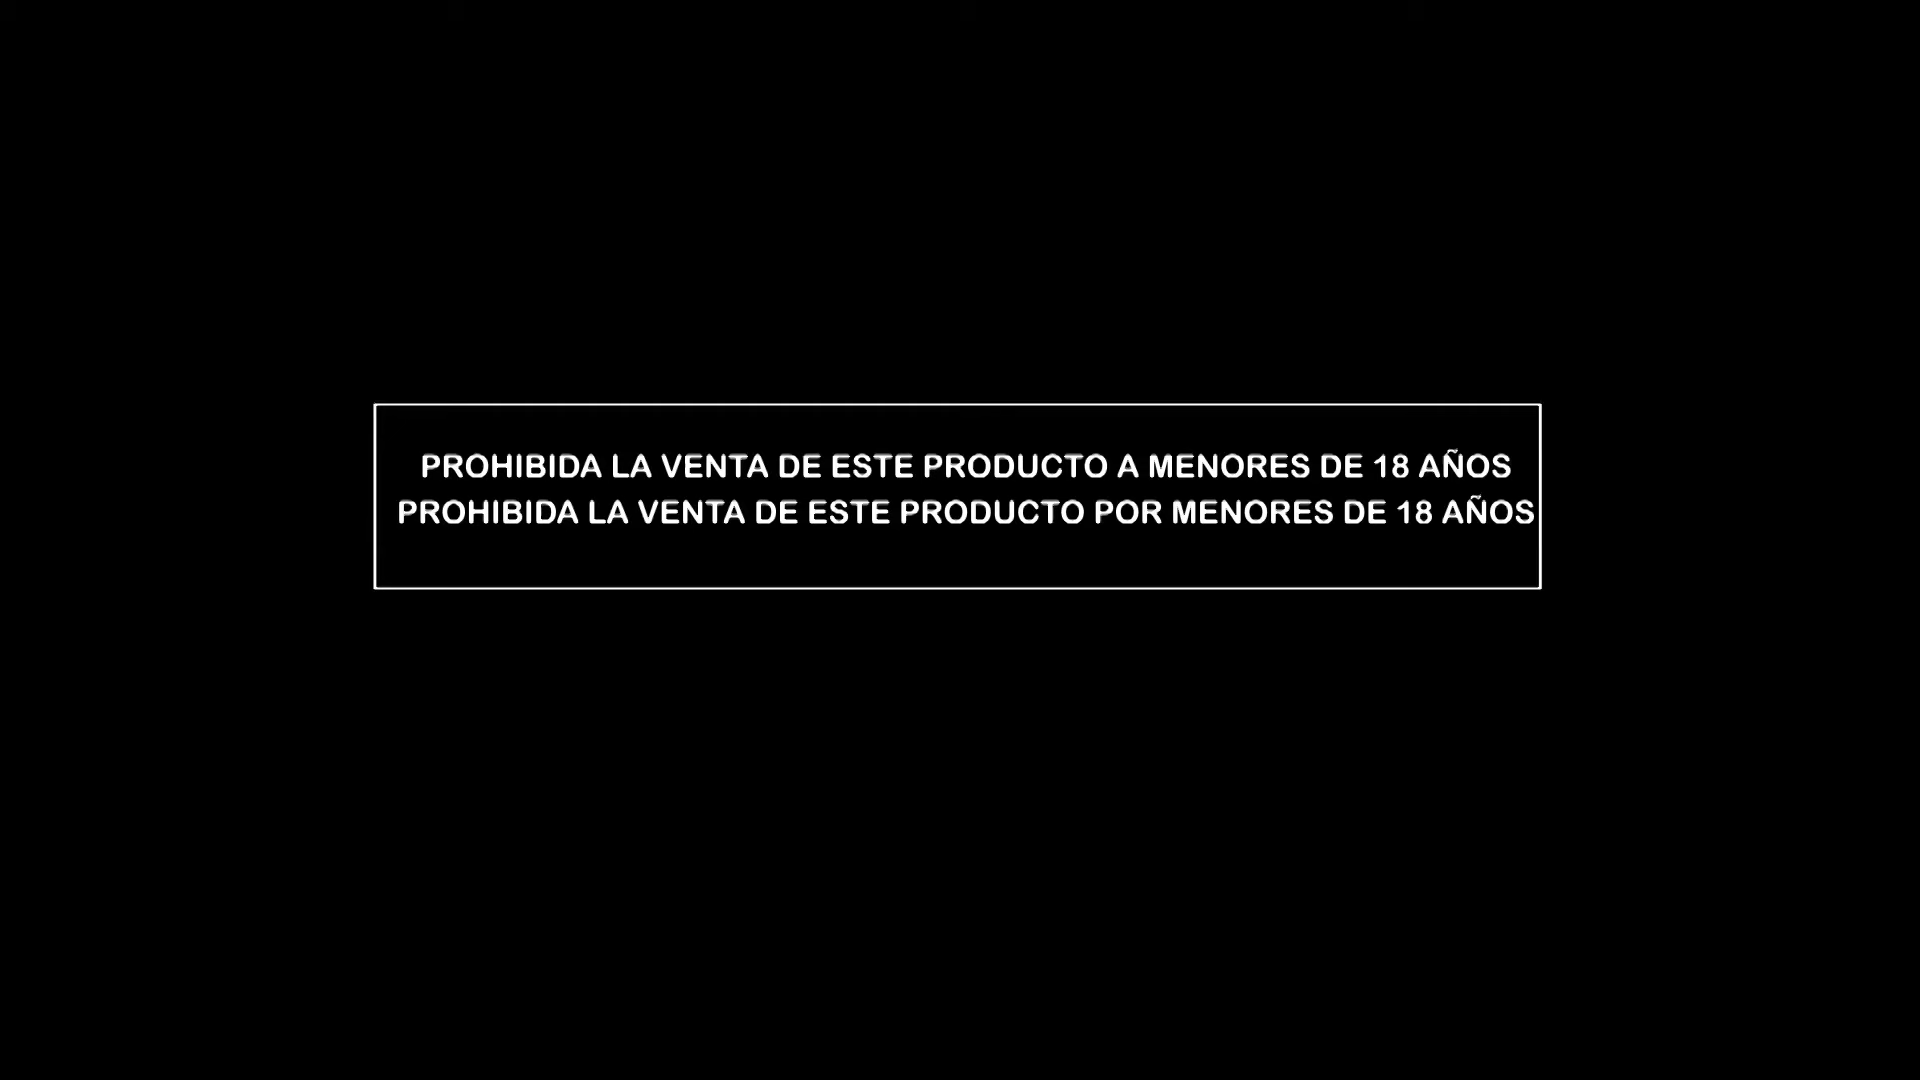 PROHIBIDA LA VENTA DE ESTE PRODUCTO A MENORES DE 18 AÑOS
PROHIBIDA LA VENTA DE ESTE PRODUCTO POR MENORES DE 18 AÑOS